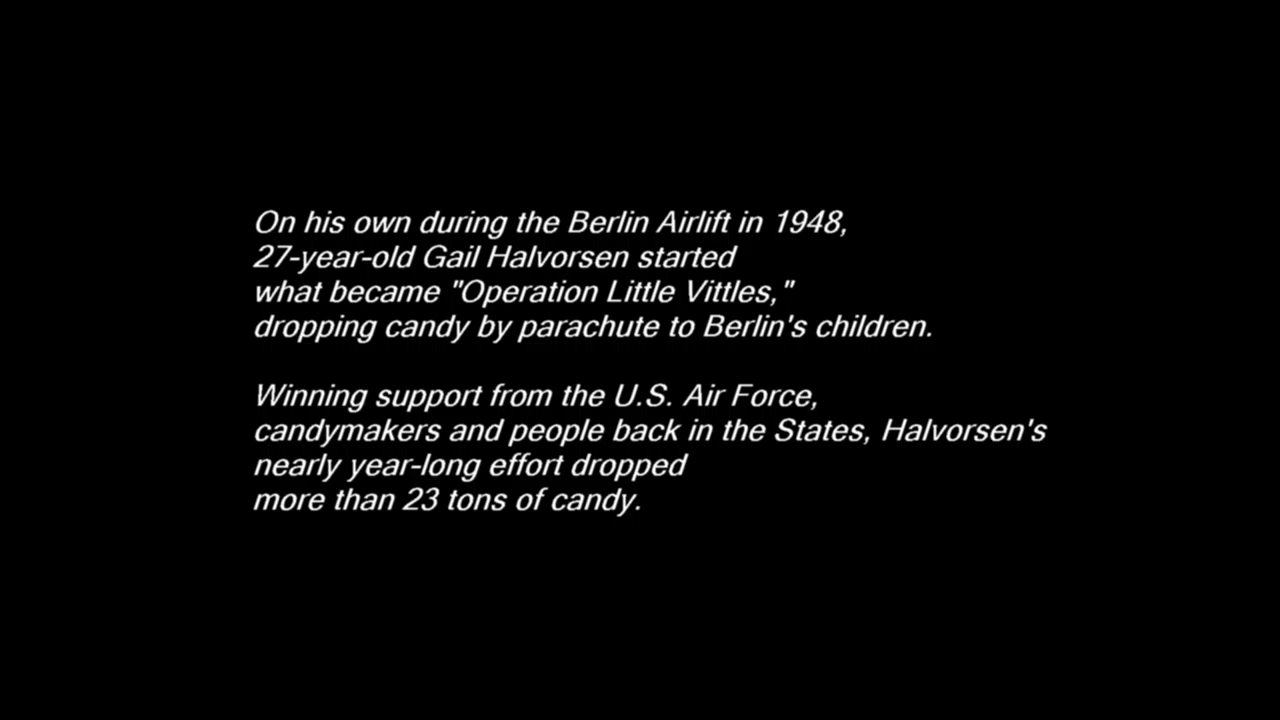 On his own during the Berlin Airlift in 1948,
27-year-old Gail Halvorsen started
what became "Operation Little Vittles,"
dropping candy by parachute to Berlin's children.
Winning support from the U.S. Air Force,
candymakers and people back in the States, Halvorsen's
nearly year-long effort dropped
more than 23 tons of candy.